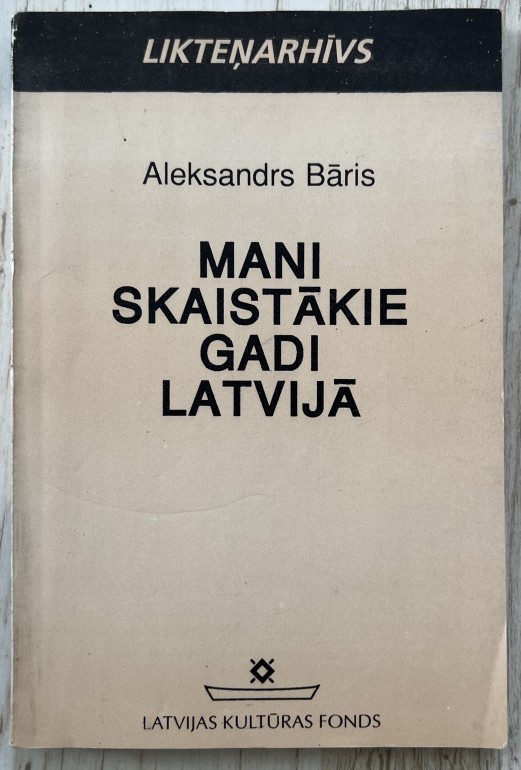 LIKTEŅARHĪVS
Aleksandrs Bāris
MANI
SKAISTĀKIE
GADI
LATVIJĀ
LATVIJAS KULTŪRAS FONDS